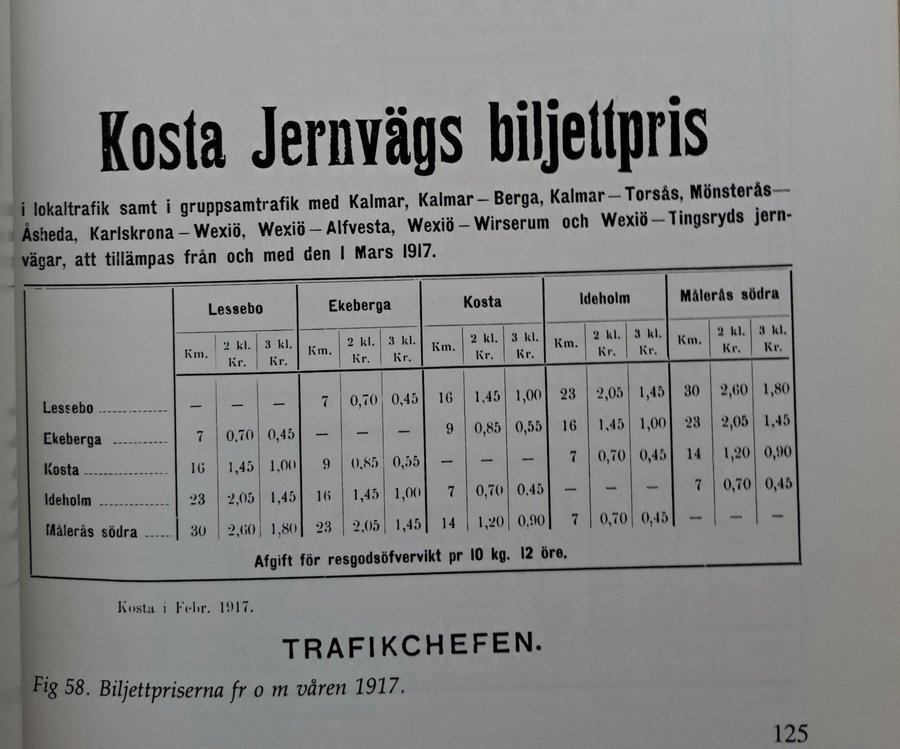 Kosta Jernvägs biljettpris
i lokaltrafik samt i gruppsamtrafik med Kalmar, Kalmar—Berga, Kalmar—Torsås, Mönsterås—
Åsheda, Karlskrona—Wexiö, Wexiö—Alfvesta, Wexiö—Wirserum och Wexiö—Tingsryds jern-
vägar, att tillämpas från och med den 1 Mars 1917.
Lessebo Ekeberga Kosta Ideholm Målerås södra
Km. 2 kl. Kr. 3 kl. Kr. Km. 2 kl. Kr. 3 kl. Kr. Km. 2 kl. Kr. 3 kl. Kr. Km. 2 kl. Kr. 3 kl. Kr. Km. 2 kl. Kr. 3 kl. Kr.
Lessebo — — — 7 0,70 0,45 16 1,45 1,00 23 2,05 1,45 30 2,60 1,80
Ekeberga 7 0,70 0,45 — — — 9 0,85 0,55 16 1,45 1,00 23 2,05 1,45
Kosta 16 1,45 1,00 9 0,85 0,55 — — — 7 0,70 0,45 14 1,20 0,90
Ideholm 23 2,05 1,45 16 1,45 1,00 7 0,70 0,45 — — — 7 0,70 0,45
Målerås södra 30 2,60 1,80 23 2,05 1,45 14 1,20 0,90 7 0,70 0,45 — — —
Afgift för resgodsöfvervikt pr 10 kg. 12 öre.
Kosta i Febr. 1917.
TRAFIKCHEFEN.
Fig 58. Biljettpriserna fr o m våren 1917.
125